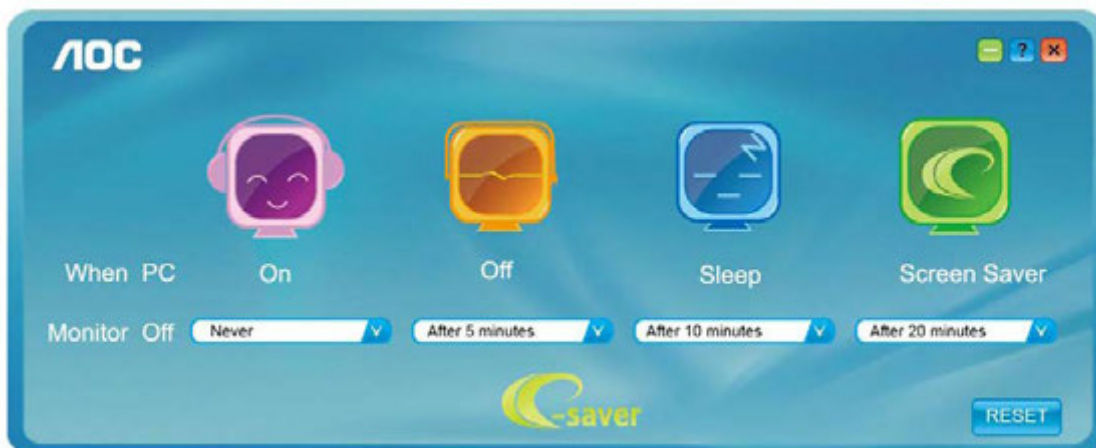 AOC
?
When PC On Off Sleep Screen Saver
Monitor Off Never After 5 minutes After 10 minutes After 20 minutes
e-saver
RESET